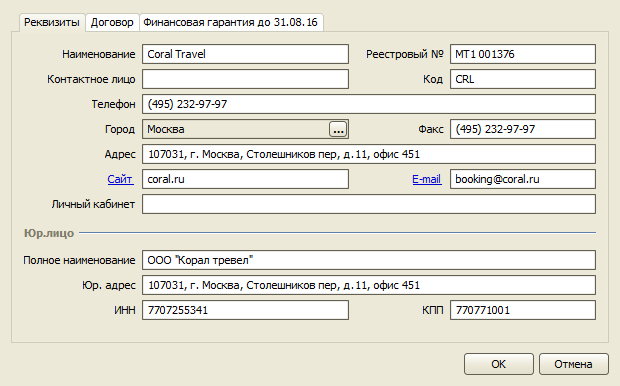 Реквизиты Договор Финансовая гарантия до 31.08.16
Наименование Coral Travel Реестровый № МТ1 001376
Контактное лицо Код CRL
Телефон (495) 232-97-97
Город Москва ... Факс (495) 232-97-97
Адрес 107031, г. Москва, Столешников пер, д.11, офис 451
Сайт coral.ru E-mail booking@coral.ru
Личный кабинет
Юр.лицо
Полное наименование ООО "Корал тревел"
Юр. адрес 107031, г. Москва, Столешников пер, д.11, офис 451
ИНН 7707255341 КПП 770771001
OK Отмена